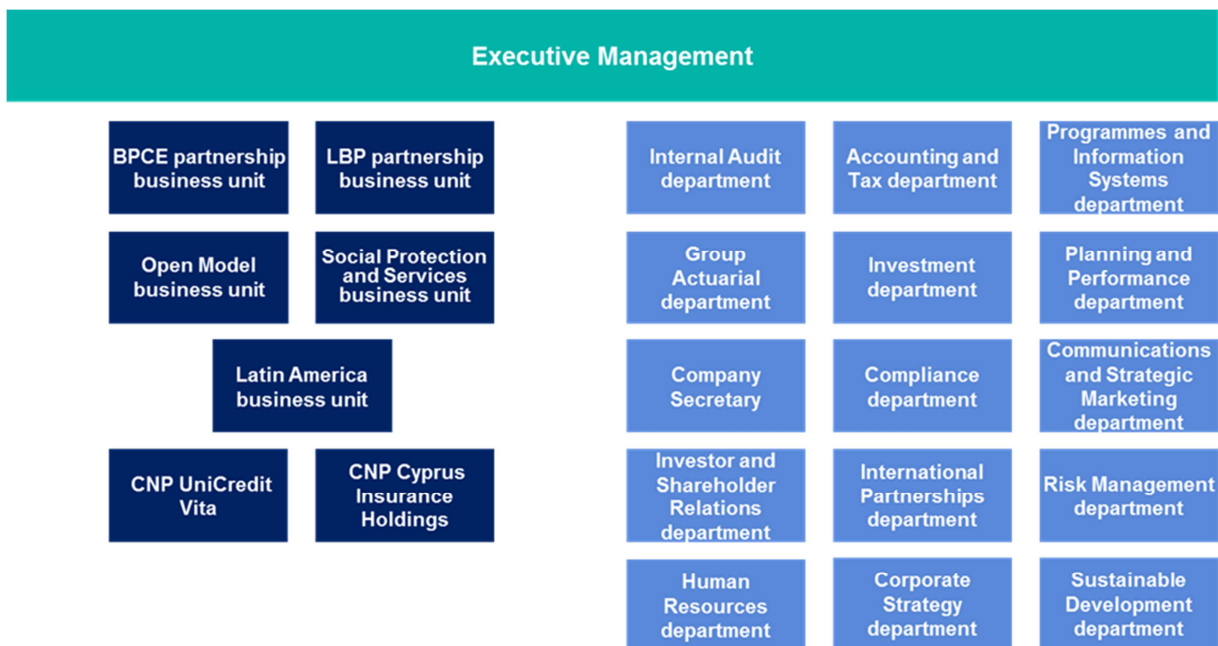 Executive Management
BPCE partnership
business unit
LBP partnership
business unit
Internal Audit
department
Accounting and
Tax department
Programmes and
Information
Systems
department
Open Model
business unit
Social Protection
and Services
business unit
Group
Actuarial
department
Investment
department
Planning and
Performance
department
Latin America
business unit
Company
Secretary
Compliance
department
Communications
and Strategic
Marketing
department
CNP UniCredit
Vita
CNP Cyprus
Insurance
Holdings
Investor and
Shareholder
Relations
department
International
Partnerships
department
Risk Management
department
Human
Resources
department
Corporate
Strategy
department
Sustainable
Development
department